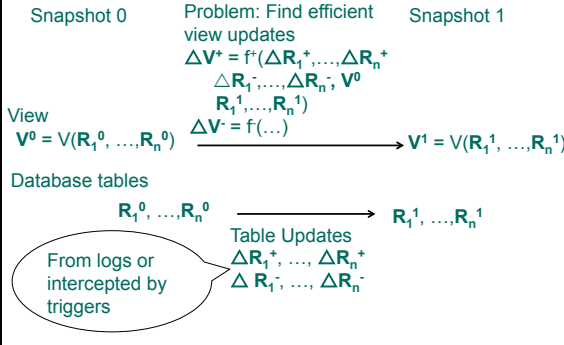 Snapshot 0
Problem: Find efficient
view updates
△V⁺ = f⁺(△R₁⁺,…,△Rₙ⁺
△R₁⁻,…,△Rₙ⁻, V⁰
R₁¹,…,Rₙ¹)
△V⁻ = f⁻(…)
Snapshot 1
View
V⁰ = V(R₁⁰, …,Rₙ⁰)
V¹ = V(R₁¹, …,Rₙ¹)
Database tables
R₁⁰, …,Rₙ⁰
R₁¹, …,Rₙ¹
Table Updates
△R₁⁺, …, △Rₙ⁺
△ R₁⁻, …, △Rₙ⁻
From logs or
intercepted by
triggers